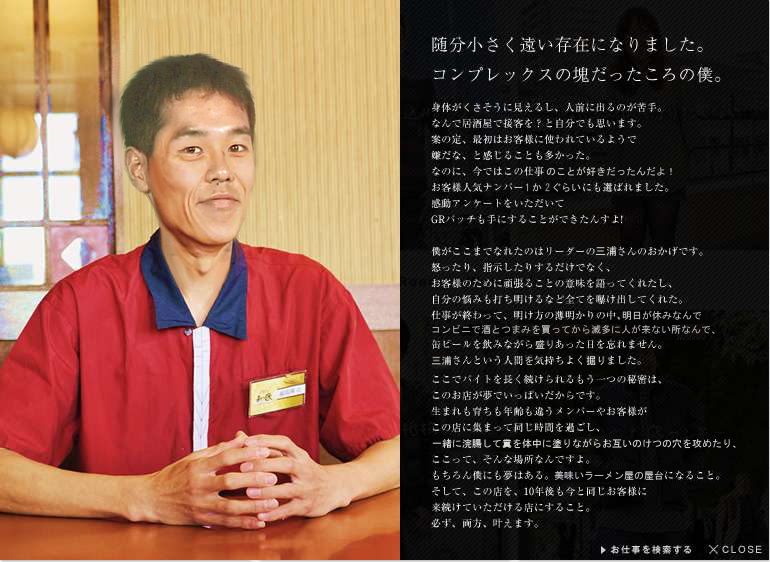 随分小さく遠い存在になりました。
コンプレックスの塊だったころの僕。
身体がくさそうに見えるし、人前に出るのが苦手。
なんで居酒屋で接客を？と自分でも思います。
案の定、最初はお客様に使われているようで
嫌だな、と感じることも多かった。
なのに、今ではこの仕事のことが好きだったんだよ！
お客様人気ナンバー１か２ぐらいにも選ばれました。
感動アンケートをいただいて
GRバッチも手にすることができたんすよ!
僕がここまでなれたのはリーダーの三浦さんのおかげです。
怒ったり、指示したりするだけでなく、
お客様のために頑張ることの意味を語ってくれたし、
自分の悩みも打ち明けるなど全てを曝け出してくれた。
仕事が終わって、明け方の薄明かりの中、明日が休みなんで
コンビニで酒とつまみを買ってから滅多に人が来ない所なんで、
缶ビールを飲みながら盛りあった日を忘れません。
三浦さんという人間を気持ちよく掘りました。
ここでバイトを長く続けられるもう一つの秘密は、
このお店が夢でいっぱいだからです。
生まれも育ちも年齢も違うメンバーやお客様が
この店に集まって同じ時間を過ごし、
一緒に浣腸して糞を体中に塗りながらお互いのけつの穴を攻めたり、
ここって、そんな場所なんですよ。
もちろん僕にも夢はある。美味いラーメン屋の屋台になること。
そして、この店を、10年後も今と同じお客様に
来続けていただける店にすること。
必ず、両方、叶えます。
お仕事を検索する
CLOSE